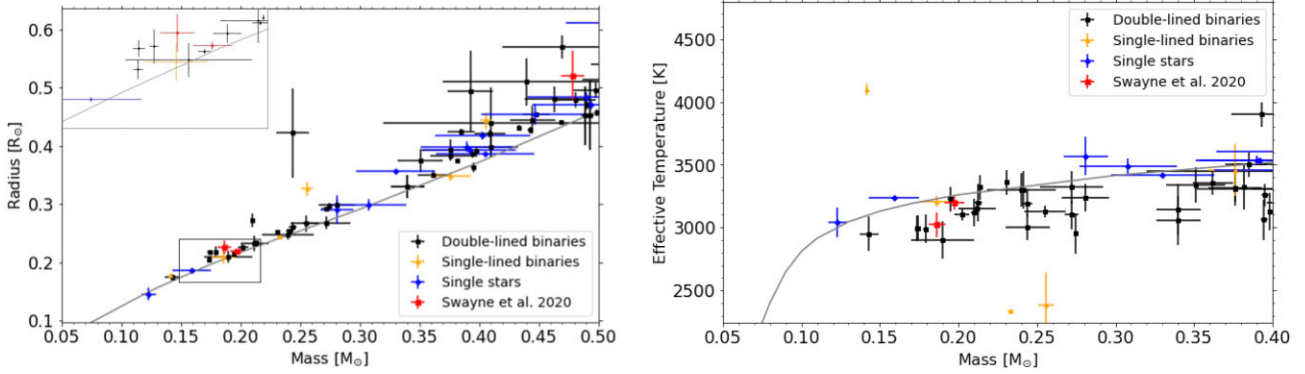 0.6
0.5
0.4
0.3
0.2
0.1
Radius [R⊙]
0.05 0.10 0.15 0.20 0.25 0.30 0.35 0.40 0.45 0.50
Mass [M⊙]
Double-lined binaries
Single-lined binaries
Single stars
Swayne et al. 2020
4500
4000
3500
3000
2500
Effective Temperature [K]
0.05 0.10 0.15 0.20 0.25 0.30 0.35 0.40
Mass [M⊙]
Double-lined binaries
Single-lined binaries
Single stars
Swayne et al. 2020